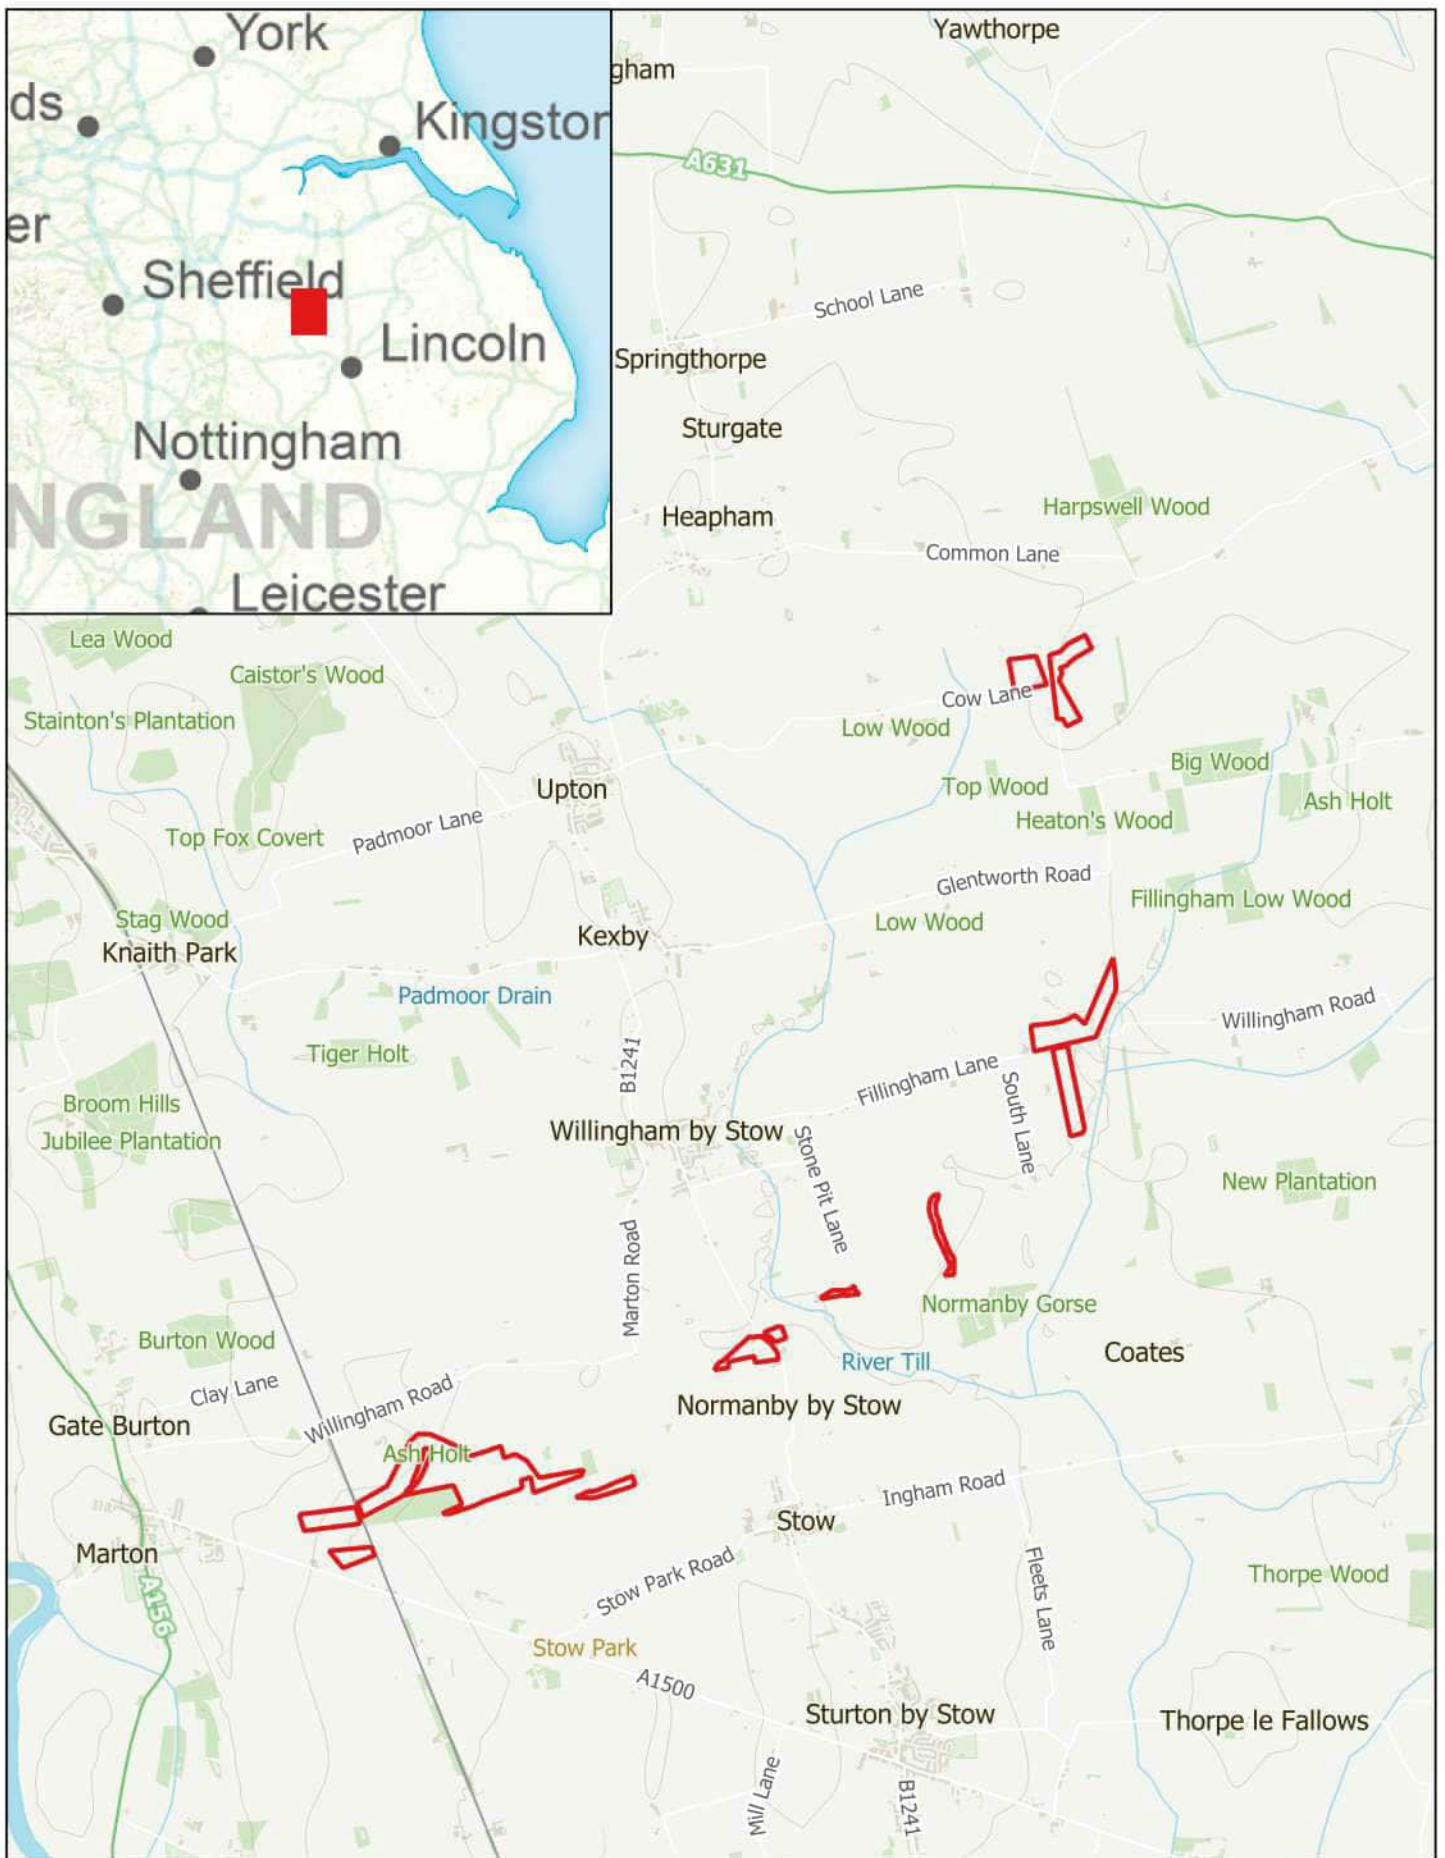 York
ds
Kingstor
er
Sheffield
Lincoln
Nottingham
NGLAND
Leicester
Yawthorpe
gham
A631
School Lane
Springthorpe
Sturgate
Heapham
Harpswell Wood
Common Lane
Lea Wood
Caistor's Wood
Stainton's Plantation
Cow Lane
Low Wood
Big Wood
Upton
Top Wood
Ash Holt
Heaton's Wood
Padmoor Lane
Top Fox Covert
Glentworth Road
Fillingham Low Wood
Stag Wood
Low Wood
Kexby
Knaith Park
Padmoor Drain
Willingham Road
Tiger Holt
B1241
Fillingham Lane
South Lane
Broom Hills
Jubilee Plantation
Willingham by Stow
Stone Pit Lane
New Plantation
Marton Road
Normanby Gorse
Burton Wood
Coates
River Till
Clay Lane
Willingham Road
Normanby by Stow
Gate Burton
Ash Holt
Ingham Road
Stow
Marton
Stow Park Road
Fleets Lane
Thorpe Wood
A156
Stow Park
A1500
Sturton by Stow
Thorpe le Fallows
Mill Lane
B1241